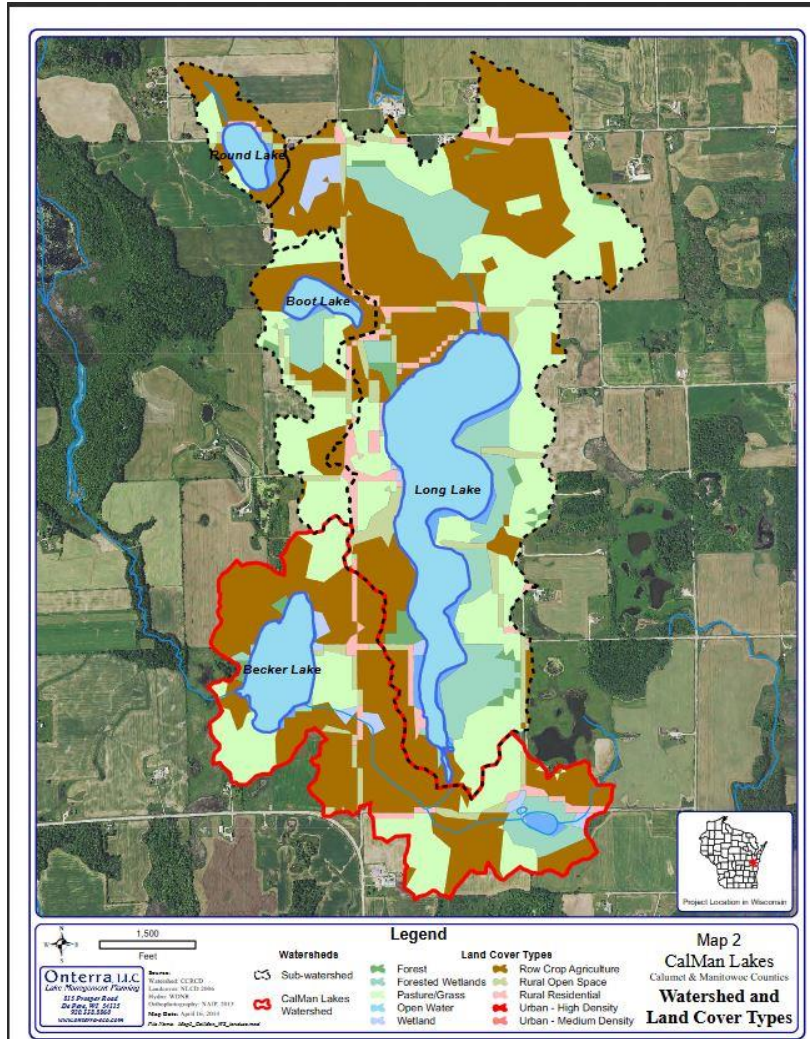 Round Lake
Boot Lake
Long Lake
Becker Lake
Project Location in Wisconsin
N
W
E
S
1,500
Feet
Onterra, LLC
Lake Management Planning
815 Prosper Road
De Pere, WI 54115
920.338.8860
www.onterra-eco.com
Source:
Watershed: CCRCD
Landcover: NLCD 2006
Hydro: WDNR
Orthophotography: NAIP, 2013
Map Date: April 16, 2014
Legend
Watersheds
Sub-watershed
CalMan Lakes
Watershed
Land Cover Types
Forest
Forested Wetlands
Pasture/Grass
Open Water
Wetland
Row Crop Agriculture
Rural Open Space
Rural Residential
Urban - High Density
Urban - Medium Density
Map 2
CalMan Lakes
Calumet & Manitowoc Counties
Watershed and
Land Cover Types